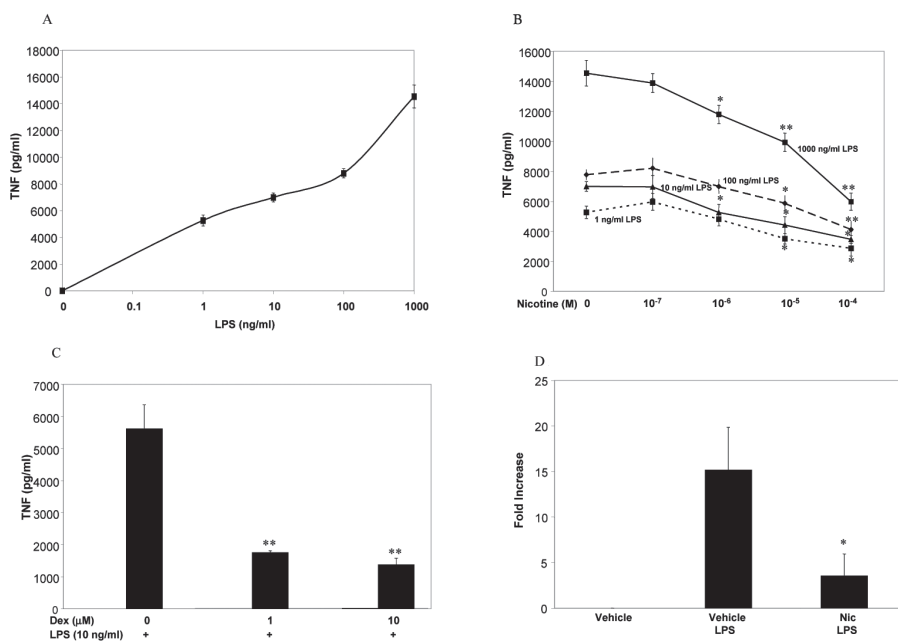 A
18000
16000
14000
12000
10000
8000
6000
4000
2000
0
TNF (pg/ml)
0 0.1 1 10 100 1000
LPS (ng/ml)
B
16000
14000
12000
10000
8000
6000
4000
2000
0
TNF (pg/ml)
*
**
1000 ng/ml LPS
**
100 ng/ml LPS
*
**
10 ng/ml LPS
*
*
*
1 ng/ml LPS
*
*
Nicotine (M) 0 10-7 10-6 10-5 10-4
C
7000
6000
5000
4000
3000
2000
1000
0
TNF (pg/ml)
**
**
Dex (µM) 0 1 10
LPS (10 ng/ml) + + +
D
25
20
15
10
5
0
Fold Increase
*
Vehicle Vehicle Nic
LPS LPS